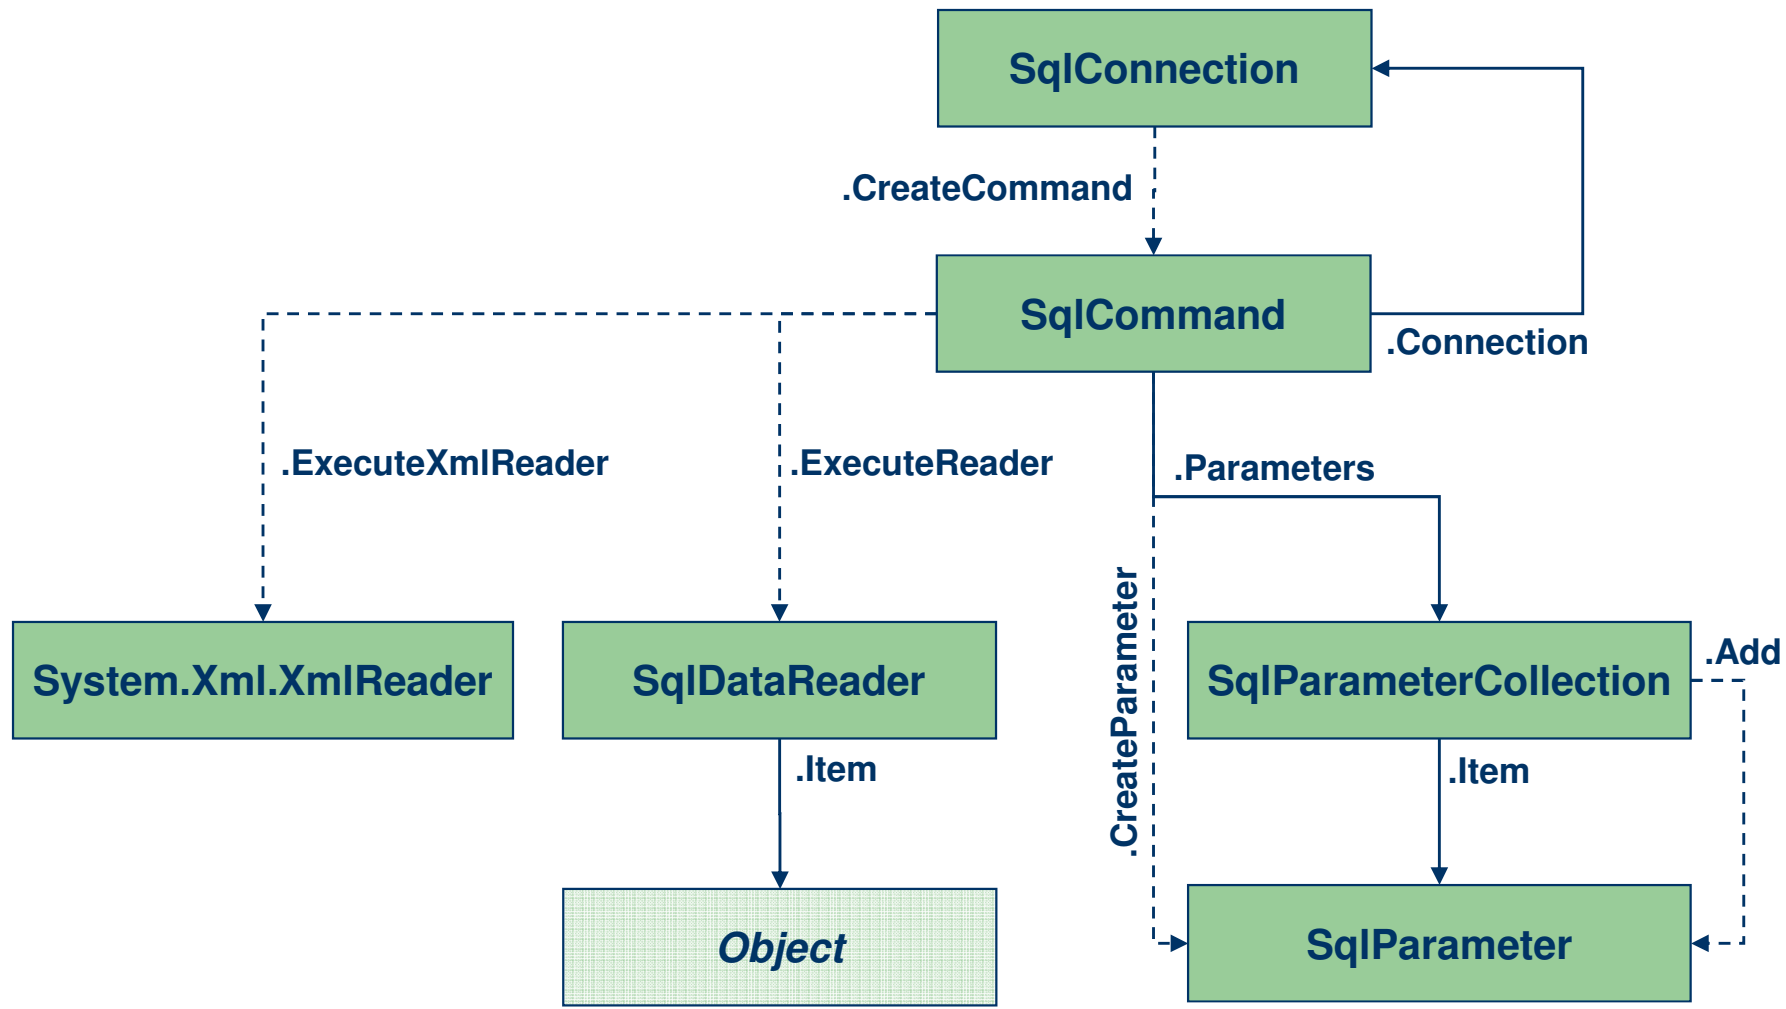 SqlConnection
.CreateCommand
SqlCommand
.Connection
.ExecuteXmlReader
.ExecuteReader
.Parameters
.CreateParameter
System.Xml.XmlReader
SqlDataReader
SqlParameterCollection
.Add
.Item
.Item
Object
SqlParameter